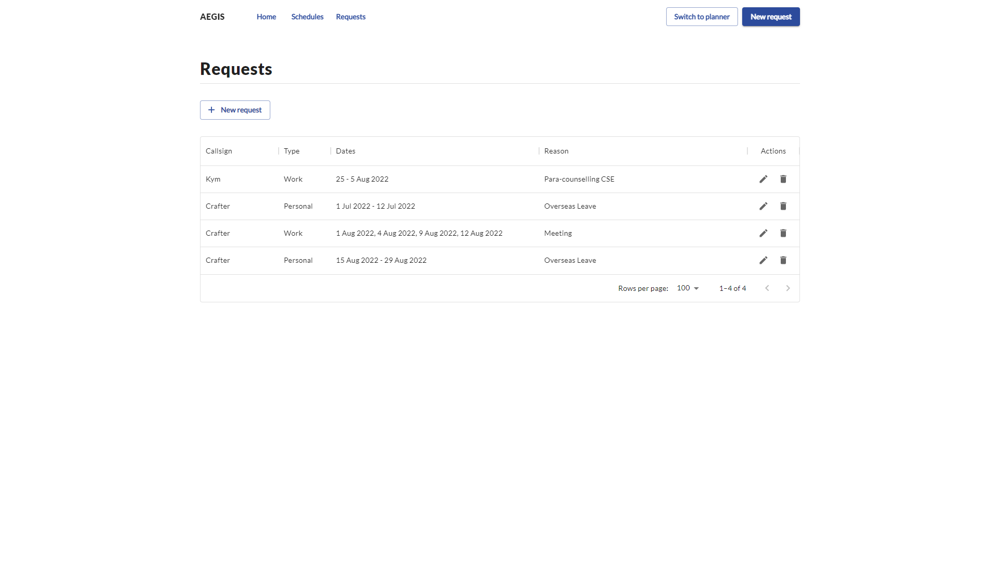 AEGIS Home Schedules Requests Switch to planner New request
Requests
New request
Callsign Type Dates Reason Actions
Kym Work 25 - 5 Aug 2022 Para-counselling CSE
Crafter Personal 1 Jul 2022 - 12 Jul 2022 Overseas Leave
Crafter Work 1 Aug 2022, 4 Aug 2022, 9 Aug 2022, 12 Aug 2022 Meeting
Crafter Personal 15 Aug 2022 - 29 Aug 2022 Overseas Leave
Rows per page: 100 1–4 of 4